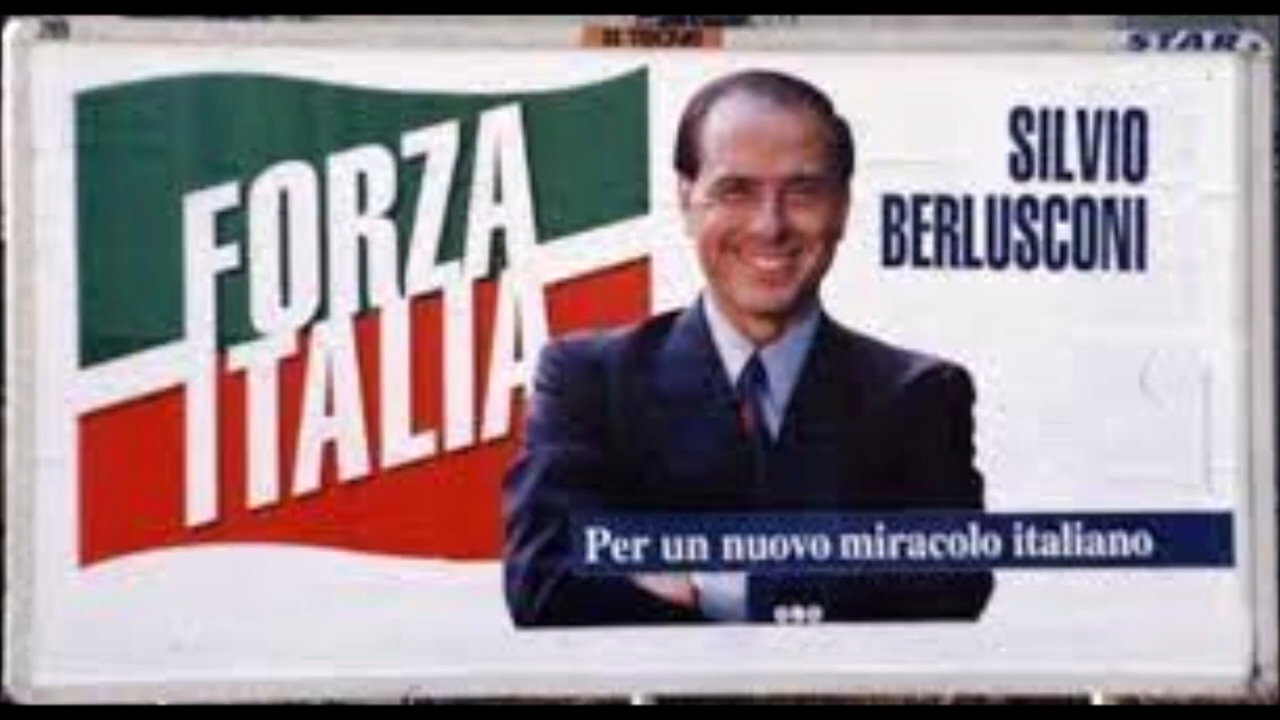 STAR
FORZA
ITALIA
SILVIO
BERLUSCONI
Per un nuovo miracolo italiano